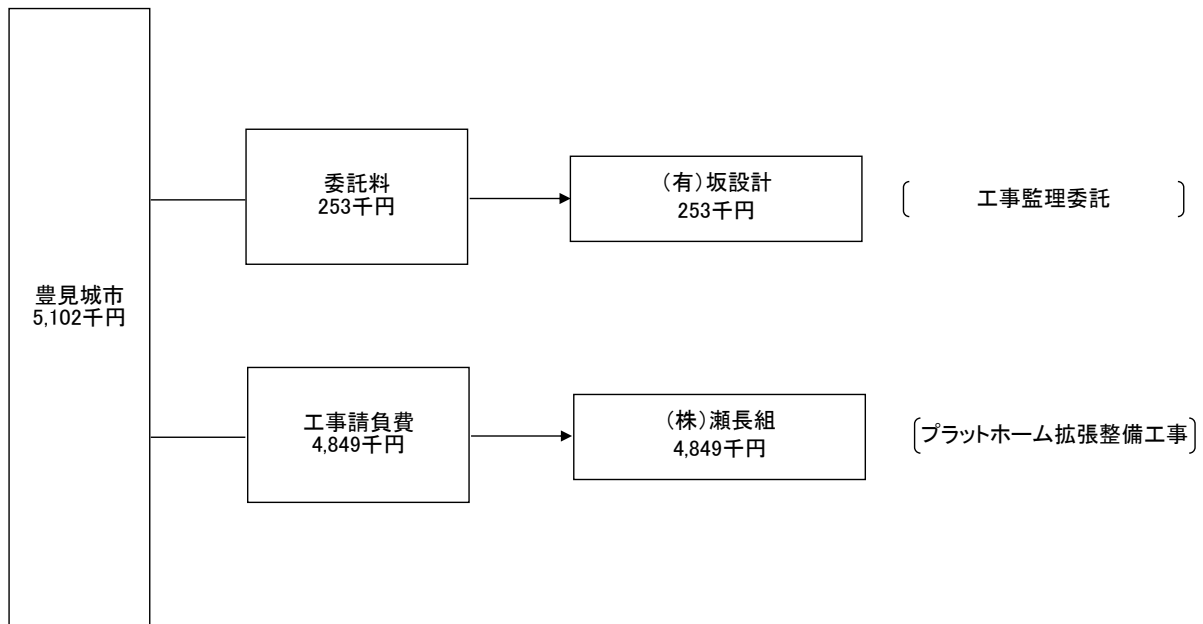 豊見城市
5,102千円
委託料
253千円
(有)坂設計
253千円
工事監理委託
工事請負費
4,849千円
(株)瀬長組
4,849千円
プラットホーム拡張整備工事